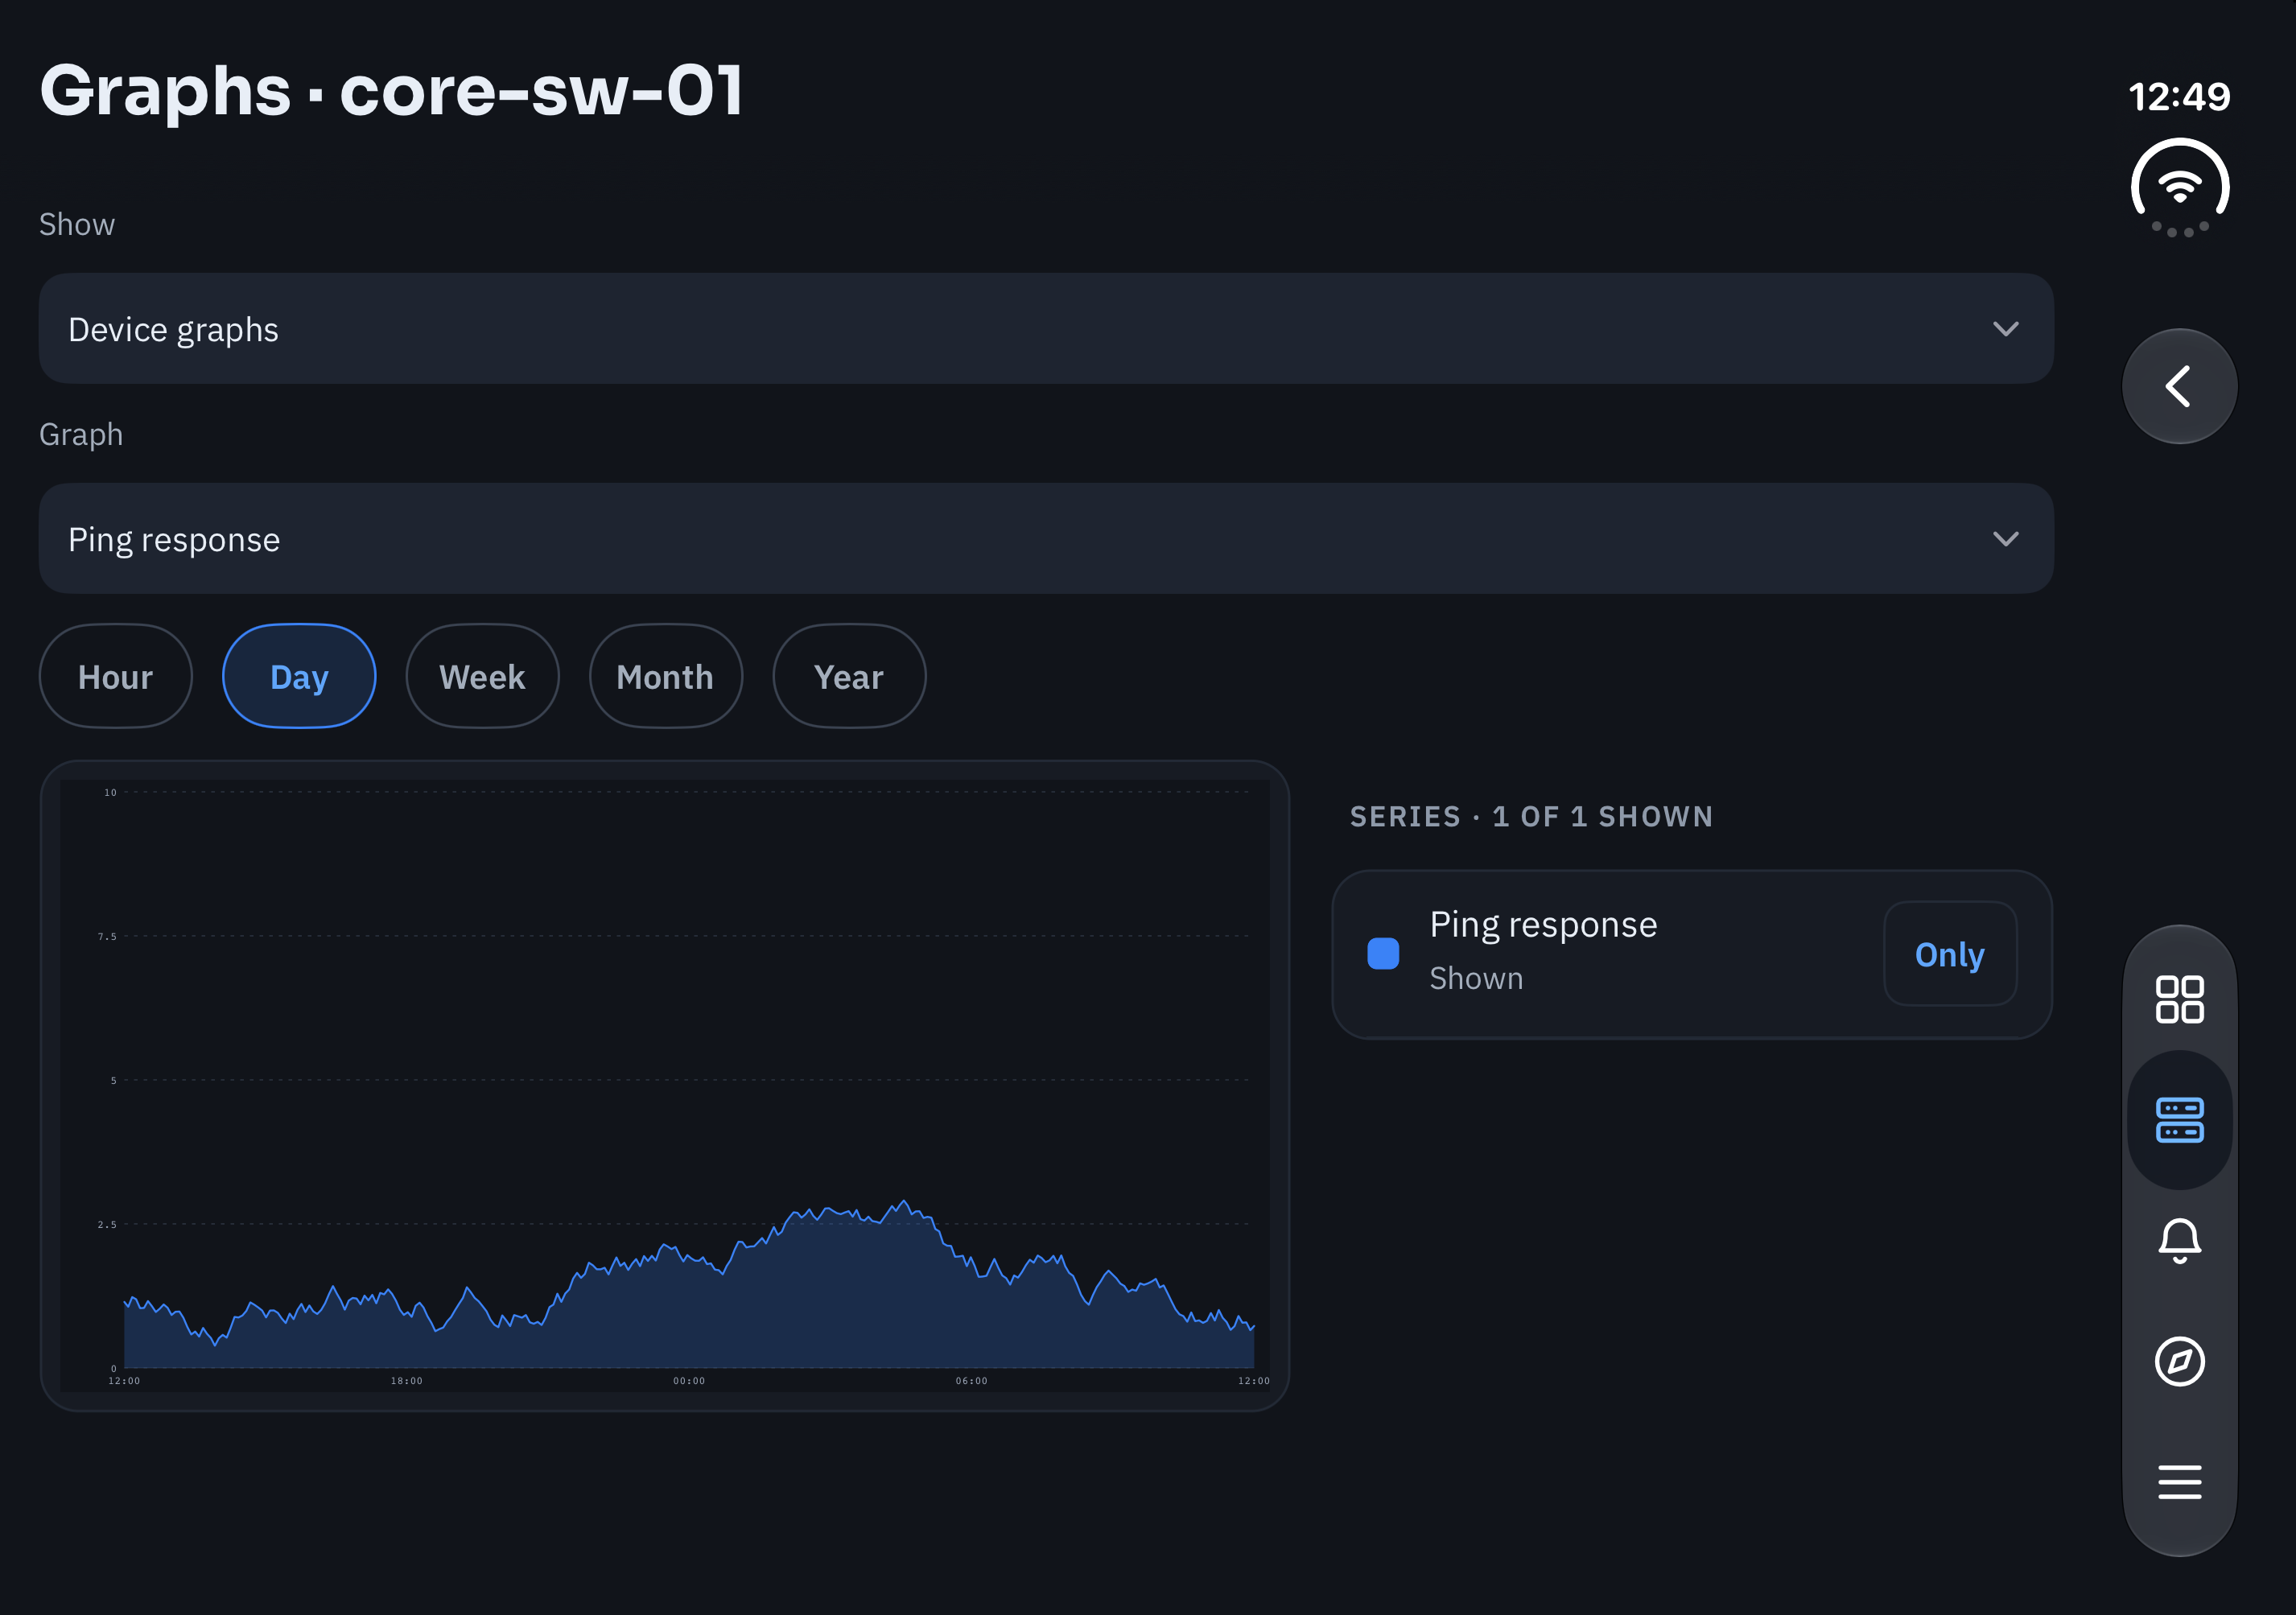 Graphs · core-sw-01
12:49
Show
Device graphs
Graph
Ping response
Hour
Day
Week
Month
Year
10
7.5
5
2.5
0
12:00
18:00
00:00
06:00
12:00
SERIES · 1 OF 1 SHOWN
Ping response
Shown
Only